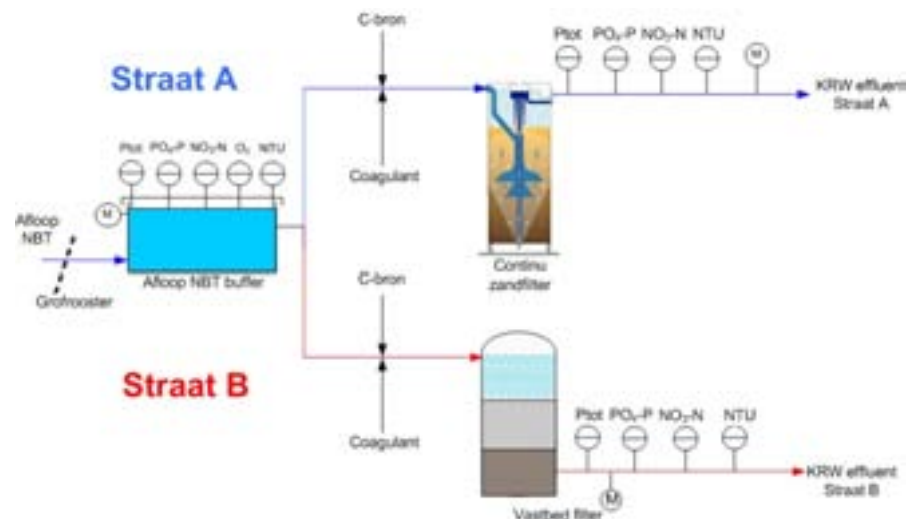 C-bron
Ptot
PO₄-P
NO₃-N
NTU
M
Straat A
KRW effluent
Straat A
Ptot
PO₄-P
NO₃-N
O₂
NTU
Coagulant
M
Afloop
NBT
Afloop NBT buffer
Grofrooster
Continu
zandfilter
C-bron
Straat B
Ptot
PO₄-P
NO₃-N
NTU
Coagulant
KRW effluent
Straat B
M
Vastbed filter